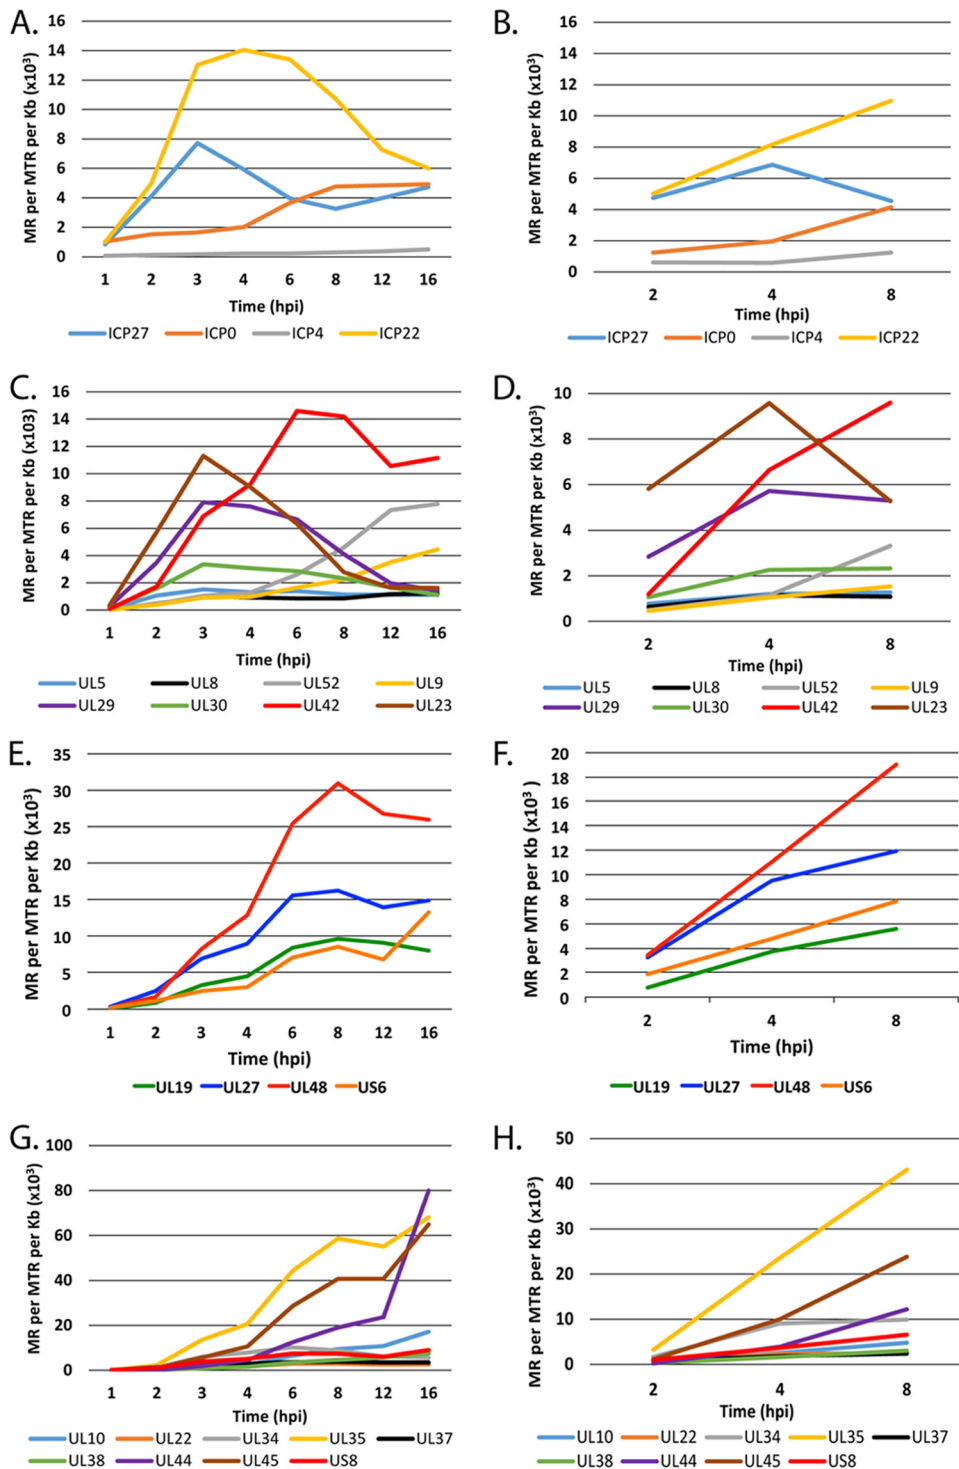 A.
MR per MTR per Kb (x10³)
16
14
12
10
8
6
4
2
0
1 2 3 4 6 8 12 16
Time (hpi)
ICP27 ICP0 ICP4 ICP22
B.
MR per MTR per Kb (x10³)
16
14
12
10
8
6
4
2
0
2 4 8
Time (hpi)
ICP27 ICP0 ICP4 ICP22
C.
MR per MTR per Kb (x103)
16
14
12
10
8
6
4
2
0
1 2 3 4 6 8 12 16
Time (hpi)
UL5 UL8 UL52 UL9
UL29 UL30 UL42 UL23
D.
MR per MTR per Kb (x10³)
10
8
6
4
2
0
2 4 8
Time (hpi)
UL5 UL8 UL52 UL9
UL29 UL30 UL42 UL23
E.
MR per MTR per Kb (x10³)
35
30
25
20
15
10
5
0
1 2 3 4 6 8 12 16
Time (hpi)
UL19 UL27 UL48 US6
F.
MR per MTR per Kb (x10³ )
20
18
16
14
12
10
8
6
4
2
0
2 4 8
Time (hpi)
UL19 UL27 UL48 US6
G.
MR per MTR per Kb (x10³)
100
80
60
40
20
0
1 2 3 4 6 8 12 16
Time (hpi)
UL10 UL22 UL34 UL35 UL37
UL38 UL44 UL45 US8
H.
MR per MTR per Kb (x10³)
50
40
30
20
10
0
2 4 8
Time (hpi)
UL10 UL22 UL34 UL35 UL37
UL38 UL44 UL45 US8